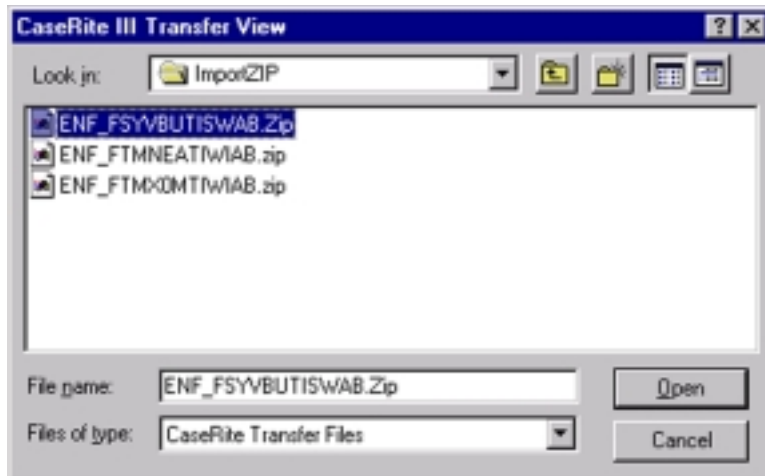 CaseRite III Transfer View
Look in: ImportZIP
ENF_FSYVBUTISWAB.Zip
ENF_FTMNEATIWIAB.zip
ENF_FTMX0MTIWIAB.zip
File name: ENF_FSYVBUTISWAB.Zip Open
Files of type: CaseRite Transfer Files Cancel